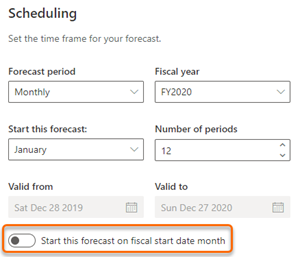 Scheduling
Set the time frame for your forecast.
Forecast period
Fiscal year
Monthly
FY2020
Start this forecast:
Number of periods
January
12
Valid from
Valid to
Sat Dec 28 2019
Sun Dec 27 2020
Start this forecast on fiscal start date month